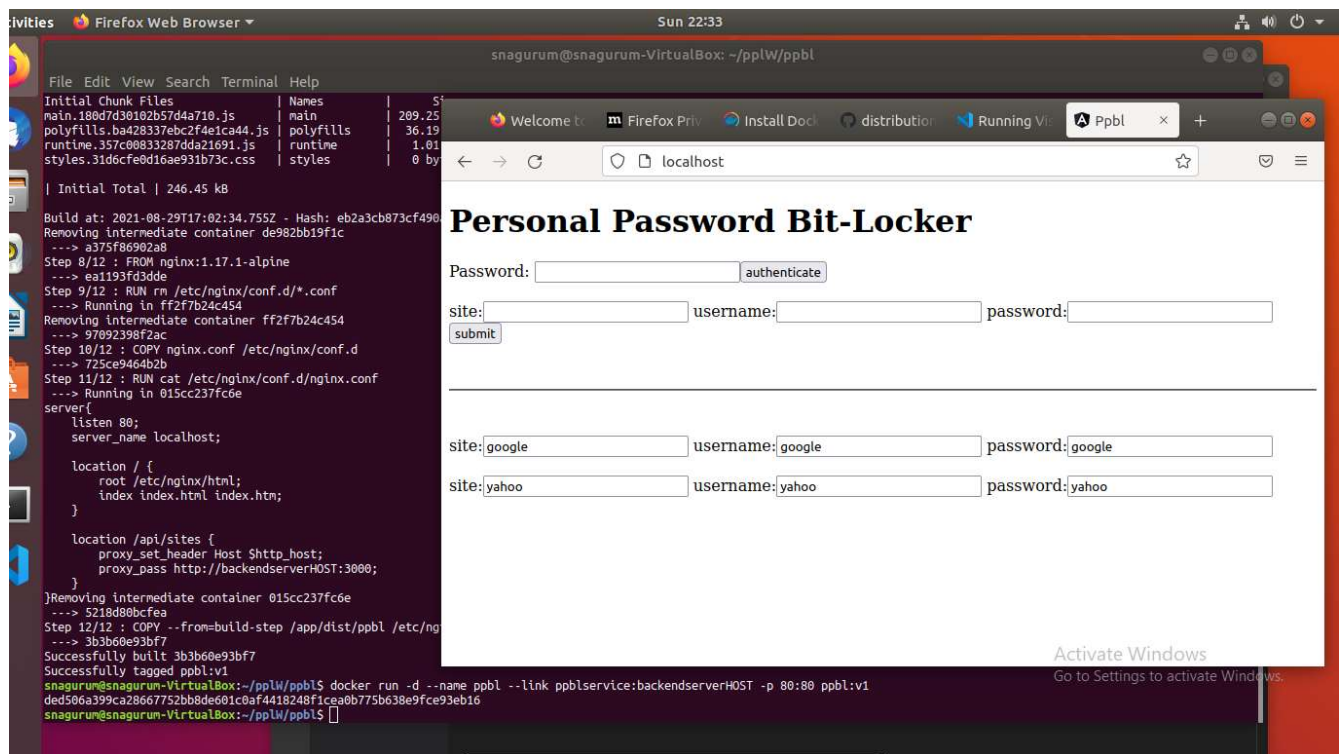 ivities Firefox Web Browser Sun 22:33
snagurum@snagurum-VirtualBox: ~/pplW/ppbl
File Edit View Search Terminal Help
Initial Chunk Files | Names |
main.180d7d30102b57d4a710.js | main | 209.25
polyfills.ba428337ebc2f4e1ca44.js | polyfills | 36.19
runtime.357c00833287dda21691.js | runtime | 1.01
styles.31d6cfe0d16ae931b73c.css | styles | 0 by
| Initial Total | 246.45 kB
Build at: 2021-08-29T17:02:34.755Z - Hash: eb2a3cb873cf490
Removing intermediate container de982bb19f1c
---> a375f86902a8
Step 8/12 : FROM nginx:1.17.1-alpine
---> ea1193fd3dde
Step 9/12 : RUN rm /etc/nginx/conf.d/*.conf
---> Running in ff2f7b24c454
Removing intermediate container ff2f7b24c454
---> 97092398f2ac
Step 10/12 : COPY nginx.conf /etc/nginx/conf.d
---> 725ce9464b2b
Step 11/12 : RUN cat /etc/nginx/conf.d/nginx.conf
---> Running in 015cc237fc6e
server{
listen 80;
server_name localhost;
location / {
root /etc/nginx/html;
index index.html index.htm;
}
location /api/sites {
proxy_set_header Host $http_host;
proxy_pass http://backendserverHOST:3000;
}
}Removing intermediate container 015cc237fc6e
---> 5218d80bcfea
Step 12/12 : COPY --from=build-step /app/dist/ppbl /etc/ng
---> 3b3b60e93bf7
Successfully built 3b3b60e93bf7
Successfully tagged ppbl:v1
snagurum@snagurum-VirtualBox:~/pplW/ppbl$ docker run -d --name ppbl --link ppblservice:backendserverHOST -p 80:80 ppbl:v1
ded506a399ca28667752bb8de601c0af4418248f1cea0b775b638e9fce93eb16
snagurum@snagurum-VirtualBox:~/pplW/ppbl$
Welcome to Firefox Priv Install Dock distribution Running Vis Ppbl
localhost
Personal Password Bit-Locker
Password: authenticate
site: username: password:
submit
site: google username: google password: google
site: yahoo username: yahoo password: yahoo
Activate Windows
Go to Settings to activate Windows.